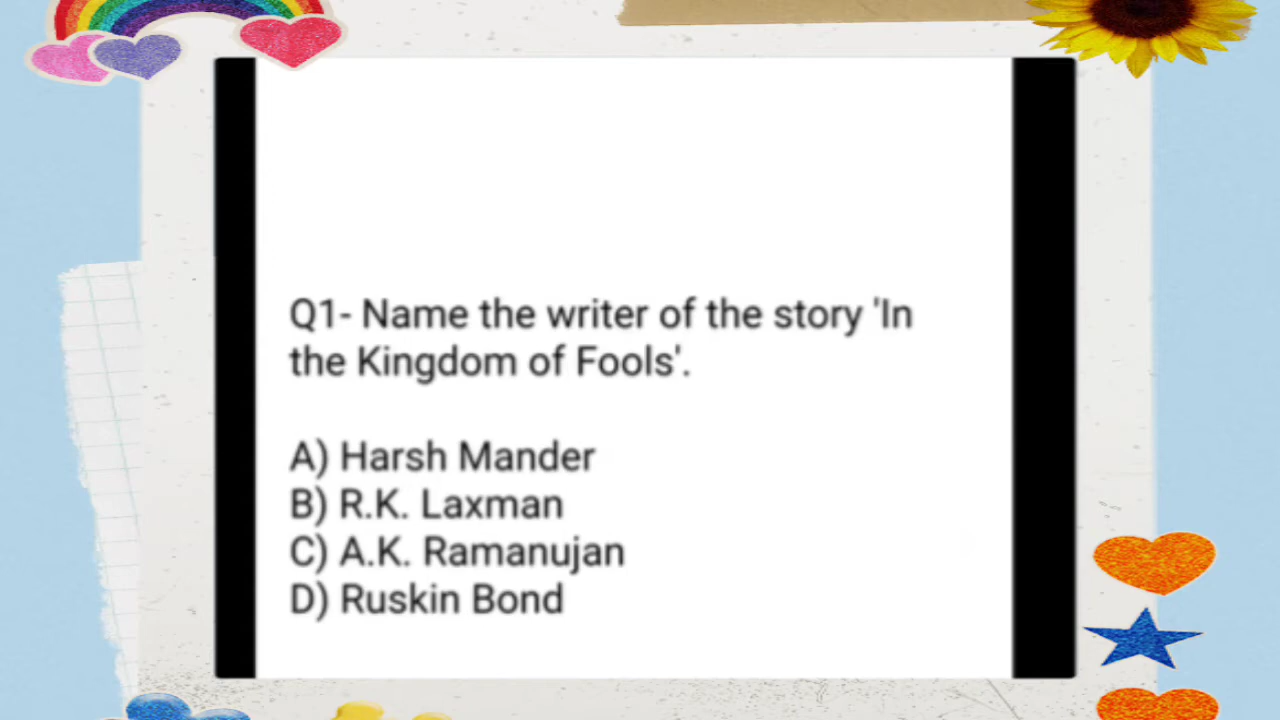 Q1- Name the writer of the story 'In
the Kingdom of Fools'.
A) Harsh Mander
B) R.K. Laxman
C) A.K. Ramanujan
D) Ruskin Bond